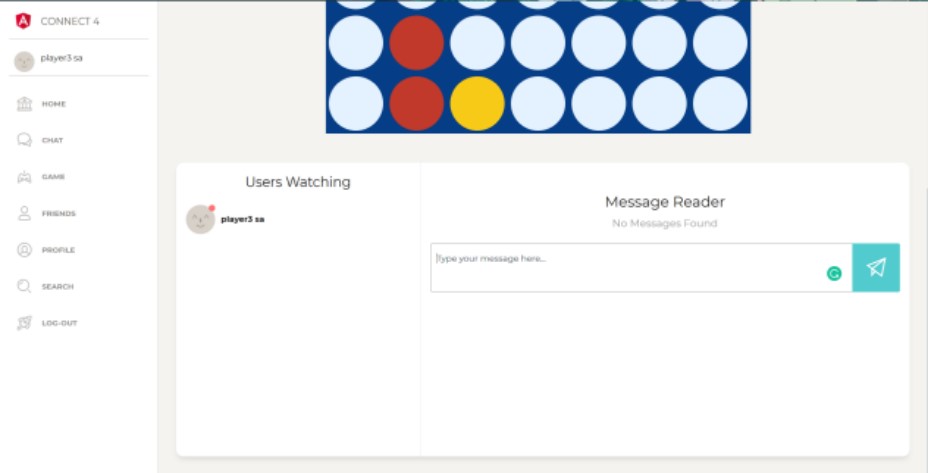 CONNECT 4
player3 sa
HOME
CHAT
GAME
FRIENDS
PROFILE
SEARCH
LOG-OUT
Users Watching
player3 sa
Message Reader
No Messages Found
Type your message here...